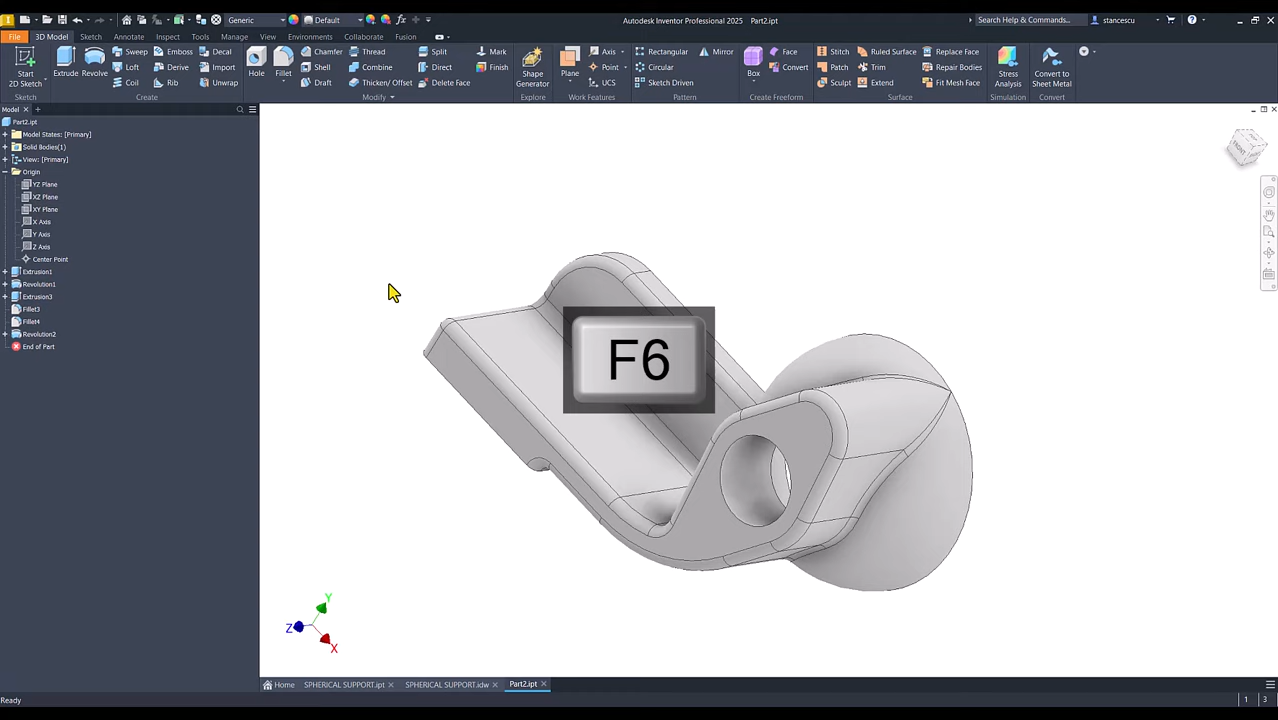 Generic
Default
Autodesk Inventor Professional 2025 Part2.ipt
Search Help & Commands...
stancescu
File 3D Model Sketch Annotate Inspect Tools Manage View Environments Collaborate Fusion
Start
2D Sketch
Sketch
Extrude
Revolve
Sweep
Loft
Coil
Emboss
Derive
Rib
Decal
Import
Unwrap
Create
Hole
Fillet
Chamfer
Shell
Draft
Thread
Combine
Thicken/ Offset
Split
Direct
Delete Face
Mark
Finish
Modify
Shape
Generator
Explore
Plane
Axis
Point
UCS
Work Features
Rectangular
Circular
Sketch Driven
Mirror
Pattern
Box
Face
Convert
Create Freeform
Stitch
Patch
Sculpt
Ruled Surface
Trim
Extend
Replace Face
Repair Bodies
Fit Mesh Face
Surface
Stress
Analysis
Simulation
Convert to
Sheet Metal
Convert
Model
Part2.ipt
Model States: [Primary]
Solid Bodies(1)
View: [Primary]
Origin
YZ Plane
XZ Plane
XY Plane
X Axis
Y Axis
Z Axis
Center Point
Extrusion1
Revolution1
Extrusion3
Fillet3
Fillet4
Revolution2
End of Part
FRONT
F6
Y
Z
X
Home SPHERICAL SUPPORT.ipt SPHERICAL SUPPORT.idw Part2.ipt
Ready
1 3